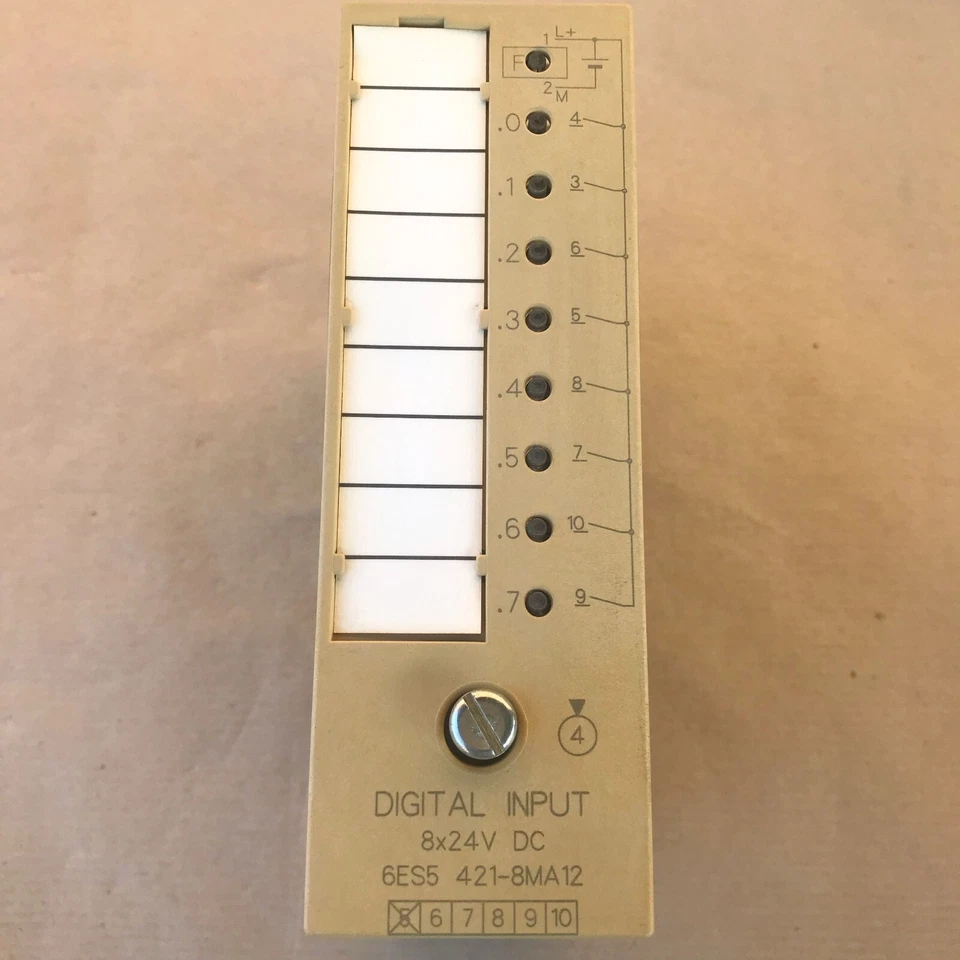 1 L+
F
2 M
.0 4
.1 3
.2 6
.3 5
.4 8
.5 7
.6 10
.7 9
4
DIGITAL INPUT
8x24V DC
6ES5 421-8MA12
5 6 7 8 9 10